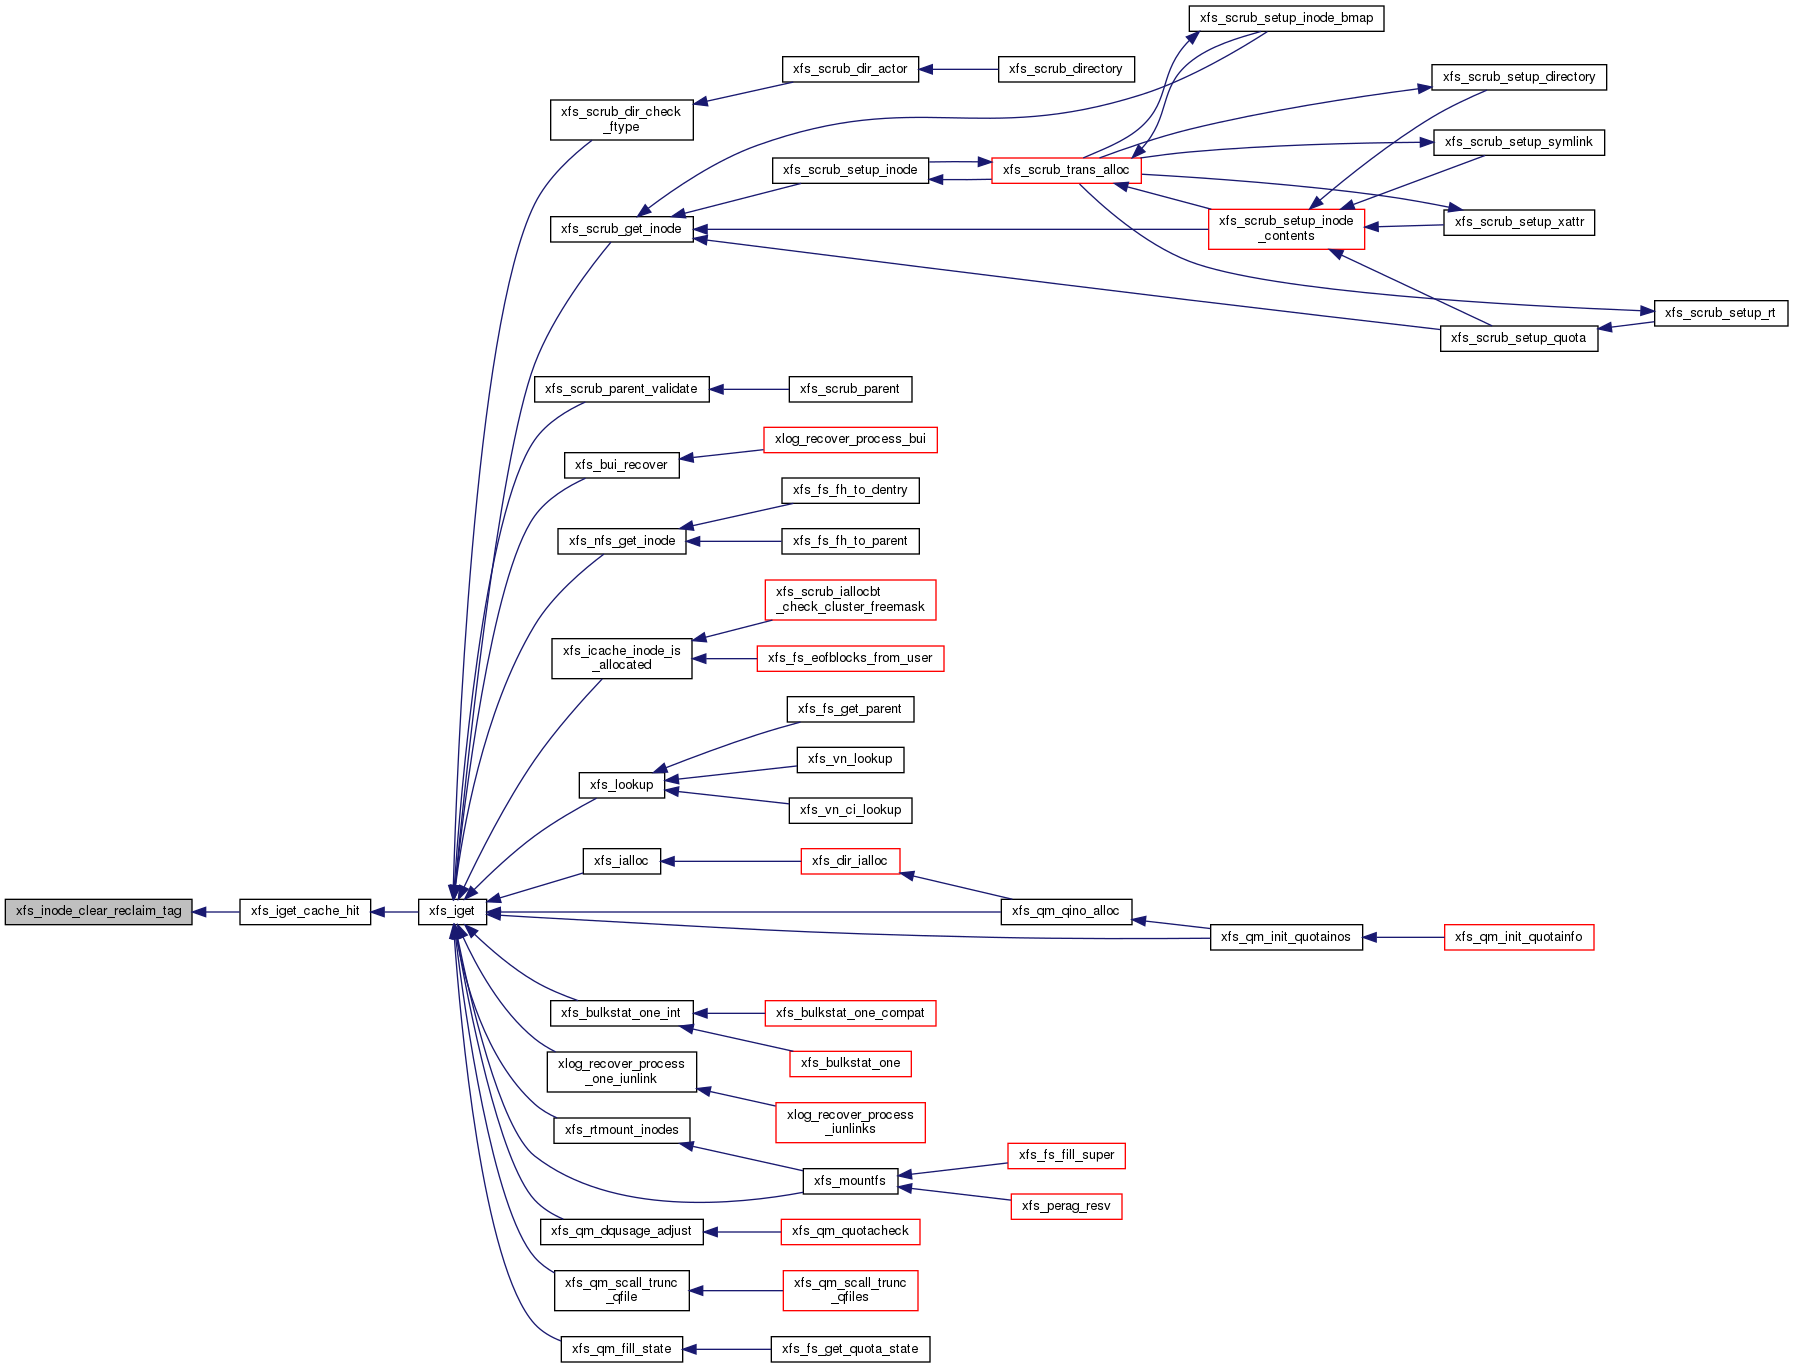 xfs_scrub_setup_inode_bmap
xfs_scrub_dir_actor
xfs_scrub_directory
xfs_scrub_setup_directory
xfs_scrub_dir_check
_ftype
xfs_scrub_setup_symlink
xfs_scrub_setup_inode
xfs_scrub_trans_alloc
xfs_scrub_get_inode
xfs_scrub_setup_inode
_contents
xfs_scrub_setup_xattr
xfs_scrub_setup_rt
xfs_scrub_setup_quota
xfs_scrub_parent_validate
xfs_scrub_parent
xlog_recover_process_bui
xfs_bui_recover
xfs_fs_fh_to_dentry
xfs_nfs_get_inode
xfs_fs_fh_to_parent
xfs_scrub_iallocbt
_check_cluster_freemask
xfs_icache_inode_is
_allocated
xfs_fs_eofblocks_from_user
xfs_fs_get_parent
xfs_vn_lookup
xfs_lookup
xfs_vn_ci_lookup
xfs_ialloc
xfs_dir_ialloc
xfs_inode_clear_reclaim_tag
xfs_iget_cache_hit
xfs_iget
xfs_qm_qino_alloc
xfs_qm_init_quotainos
xfs_qm_init_quotainfo
xfs_bulkstat_one_int
xfs_bulkstat_one_compat
xfs_bulkstat_one
xlog_recover_process
_one_iunlink
xlog_recover_process
_iunlinks
xfs_rtmount_inodes
xfs_fs_fill_super
xfs_mountfs
xfs_perag_resv
xfs_qm_dqusage_adjust
xfs_qm_quotacheck
xfs_qm_scall_trunc
_qfile
xfs_qm_scall_trunc
_qfiles
xfs_qm_fill_state
xfs_fs_get_quota_state